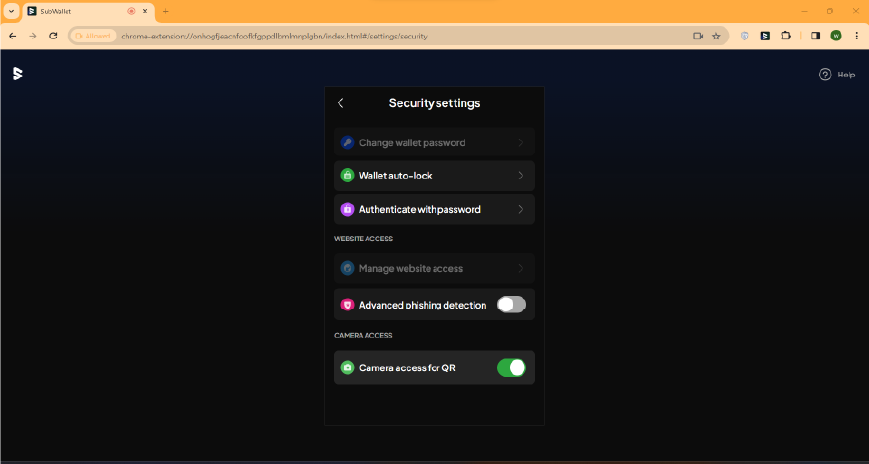 SubWallet
chrome-extension://onhogfjeacnfoofkfgppdlbmlmnplgbn/index.html#/settings/security
Help
Security settings
Change wallet password
Wallet auto-lock
Authenticate with password
WEBSITE ACCESS
Manage website access
Advanced phishing detection
CAMERA ACCESS
Camera access for QR